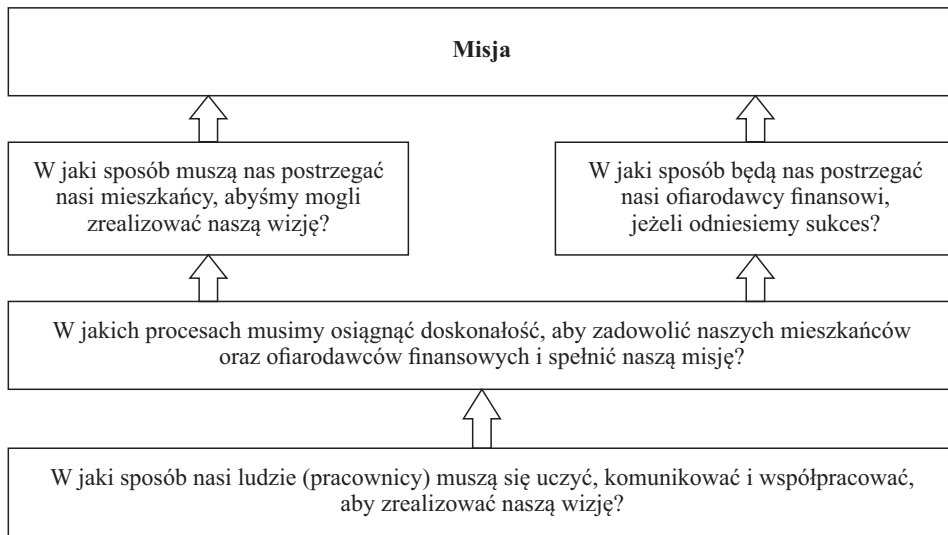 Misja
W jaki sposób muszą nas postrzegać
nasi mieszkańcy, abyśmy mogli
zrealizować naszą wizję?
W jaki sposób będą nas postrzegać
nasi ofiarodawcy finansowi,
jeżeli odniesiemy sukces?
W jakich procesach musimy osiągnąć doskonałość, aby zadowolić naszych mieszkańców
oraz ofiarodawców finansowych i spełnić naszą misję?
W jaki sposób nasi ludzie (pracownicy) muszą się uczyć, komunikować i współpracować,
aby zrealizować naszą wizję?